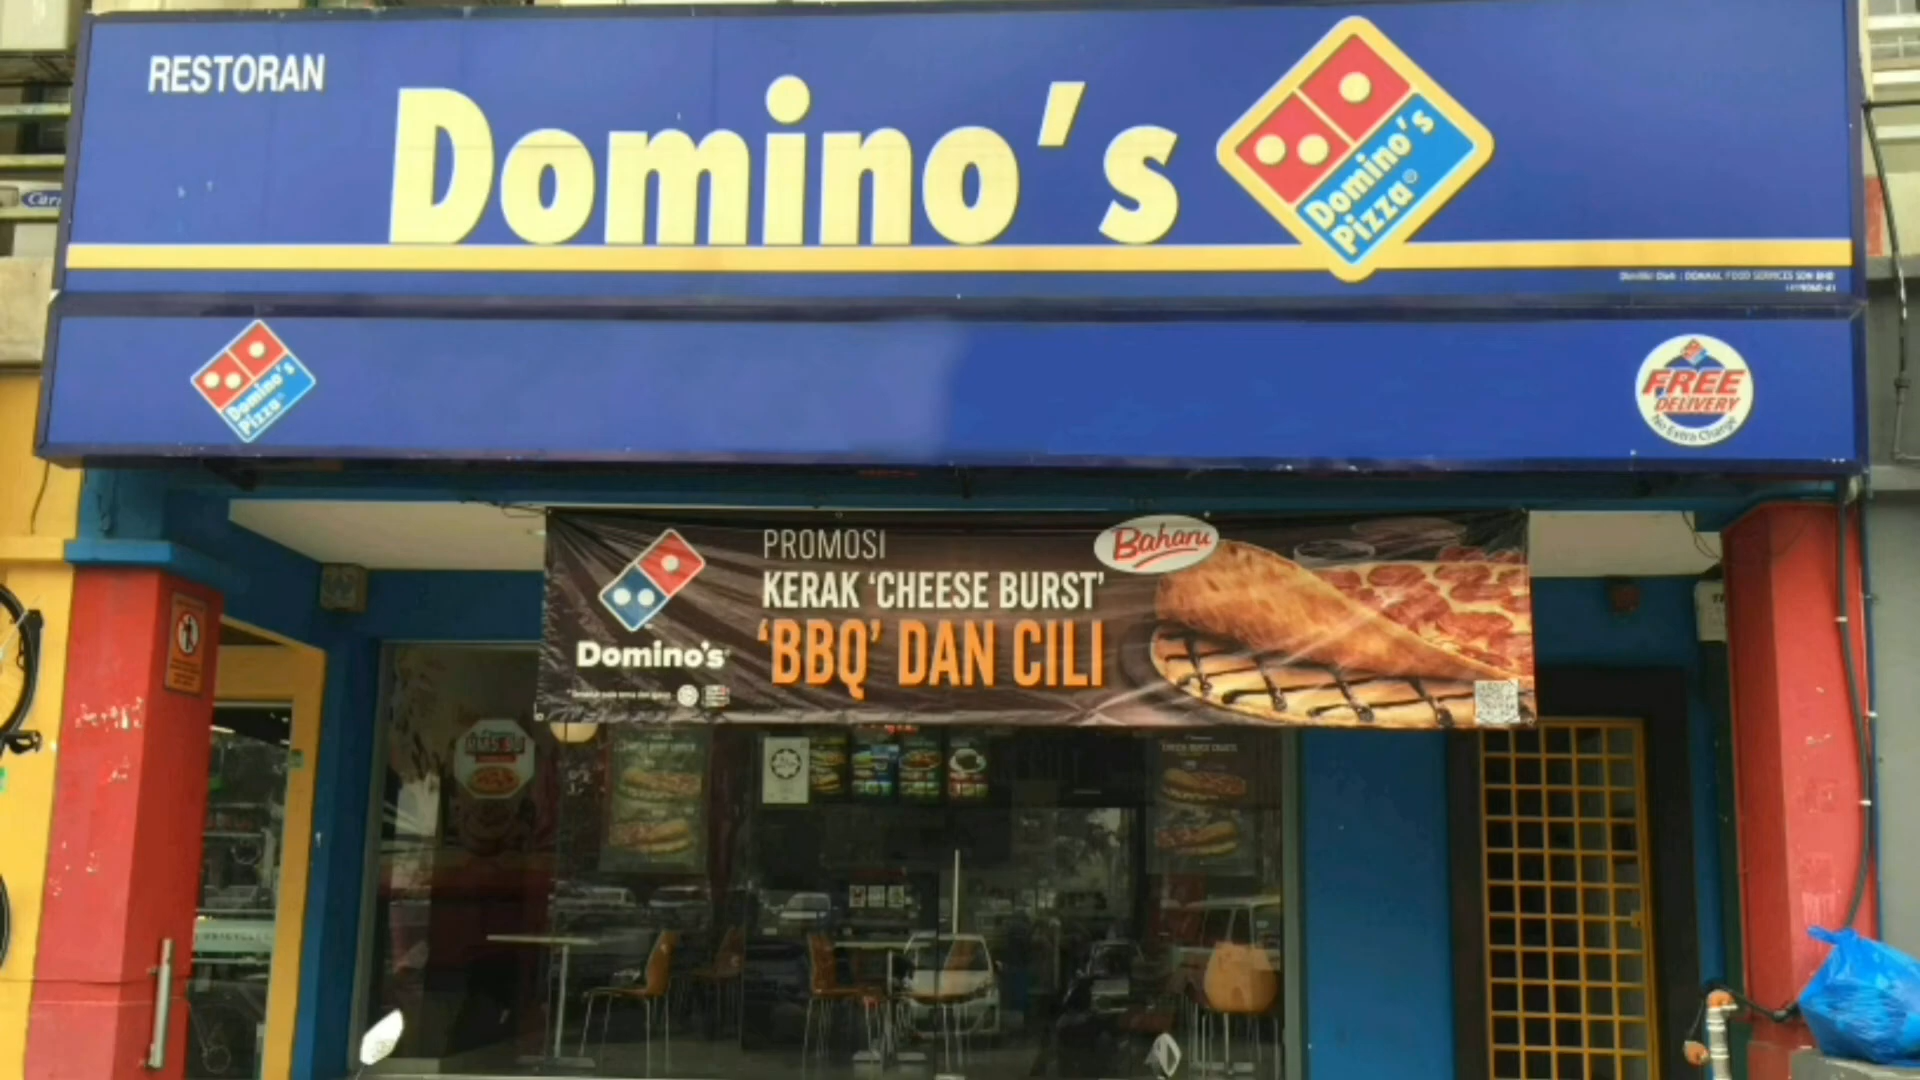 RESTORAN
Domino's
Domino's
Pizza®
Domino's
Pizza
FREE
DELIVERY
No Extra Charge
PROMOSI
Baharu
KERAK 'CHEESE BURST'
'BBQ' DAN CILI
Domino's